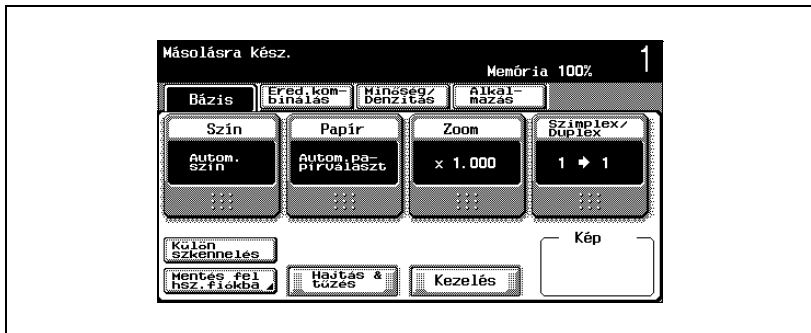 Másolásra kész.
Memória 100% 1
Bázis
Ered.kom-
binálás
Minőség/
Denzitás
Alkal-
mazás
Szín
Papír
Zoom
Szimplex/
Duplex
Autom.
szín
Autom.pa-
pírválaszt
x 1.000
1 ➔ 1
Külön
szkennelés
Kép
Mentés fel
hsz.fiókba
Hajtás &
tűzés
Kezelés